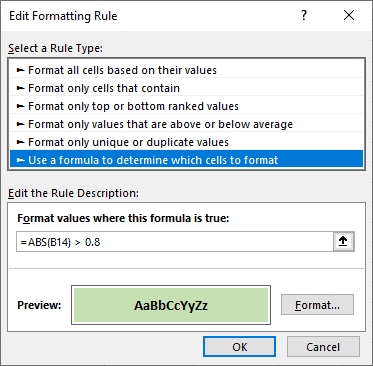 Edit Formatting Rule
? ×
Select a Rule Type:
► Format all cells based on their values
► Format only cells that contain
► Format only top or bottom ranked values
► Format only values that are above or below average
► Format only unique or duplicate values
► Use a formula to determine which cells to format
Edit the Rule Description:
Format values where this formula is true:
=ABS(B14) > 0.8
Preview: AaBbCcYyZz Format...
OK Cancel